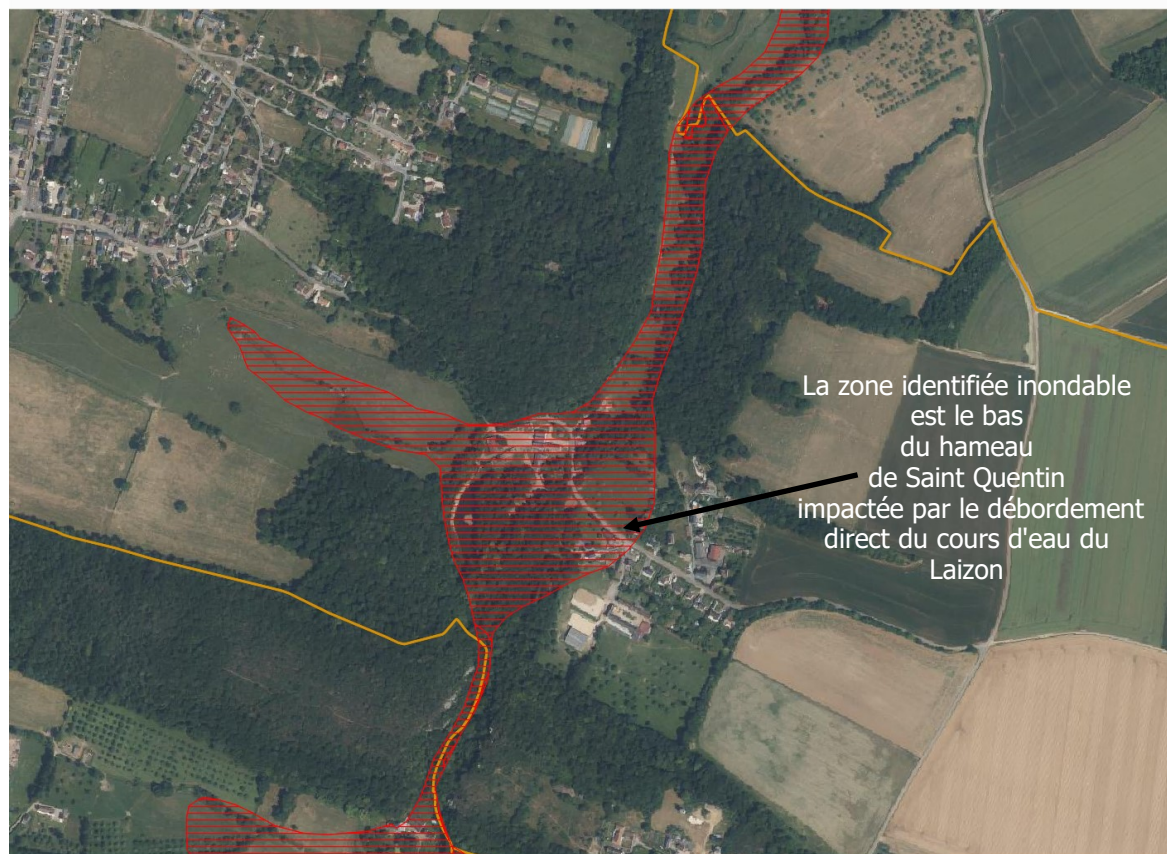 La zone identifiée inondable
est le bas
du hameau
de Saint Quentin
impactée par le débordement
direct du cours d'eau du
Laizon